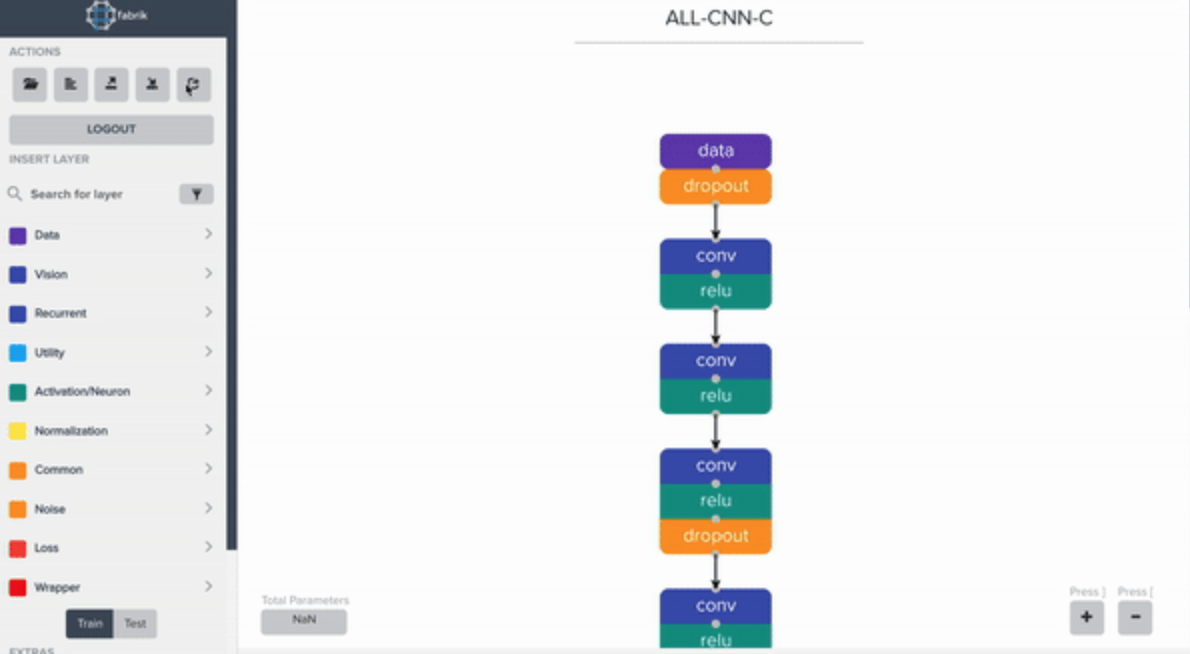 fabrik
ALL-CNN-C
ACTIONS
LOGOUT
INSERT LAYER
Search for layer
Data
Vision
Recurrent
Utility
Activation/Neuron
Normalization
Common
Noise
Loss
Wrapper
Train Test
EXTRAS
data
dropout
conv
relu
conv
relu
conv
relu
dropout
conv
relu
Total Parameters
NaN
Press ] Press [
+ -